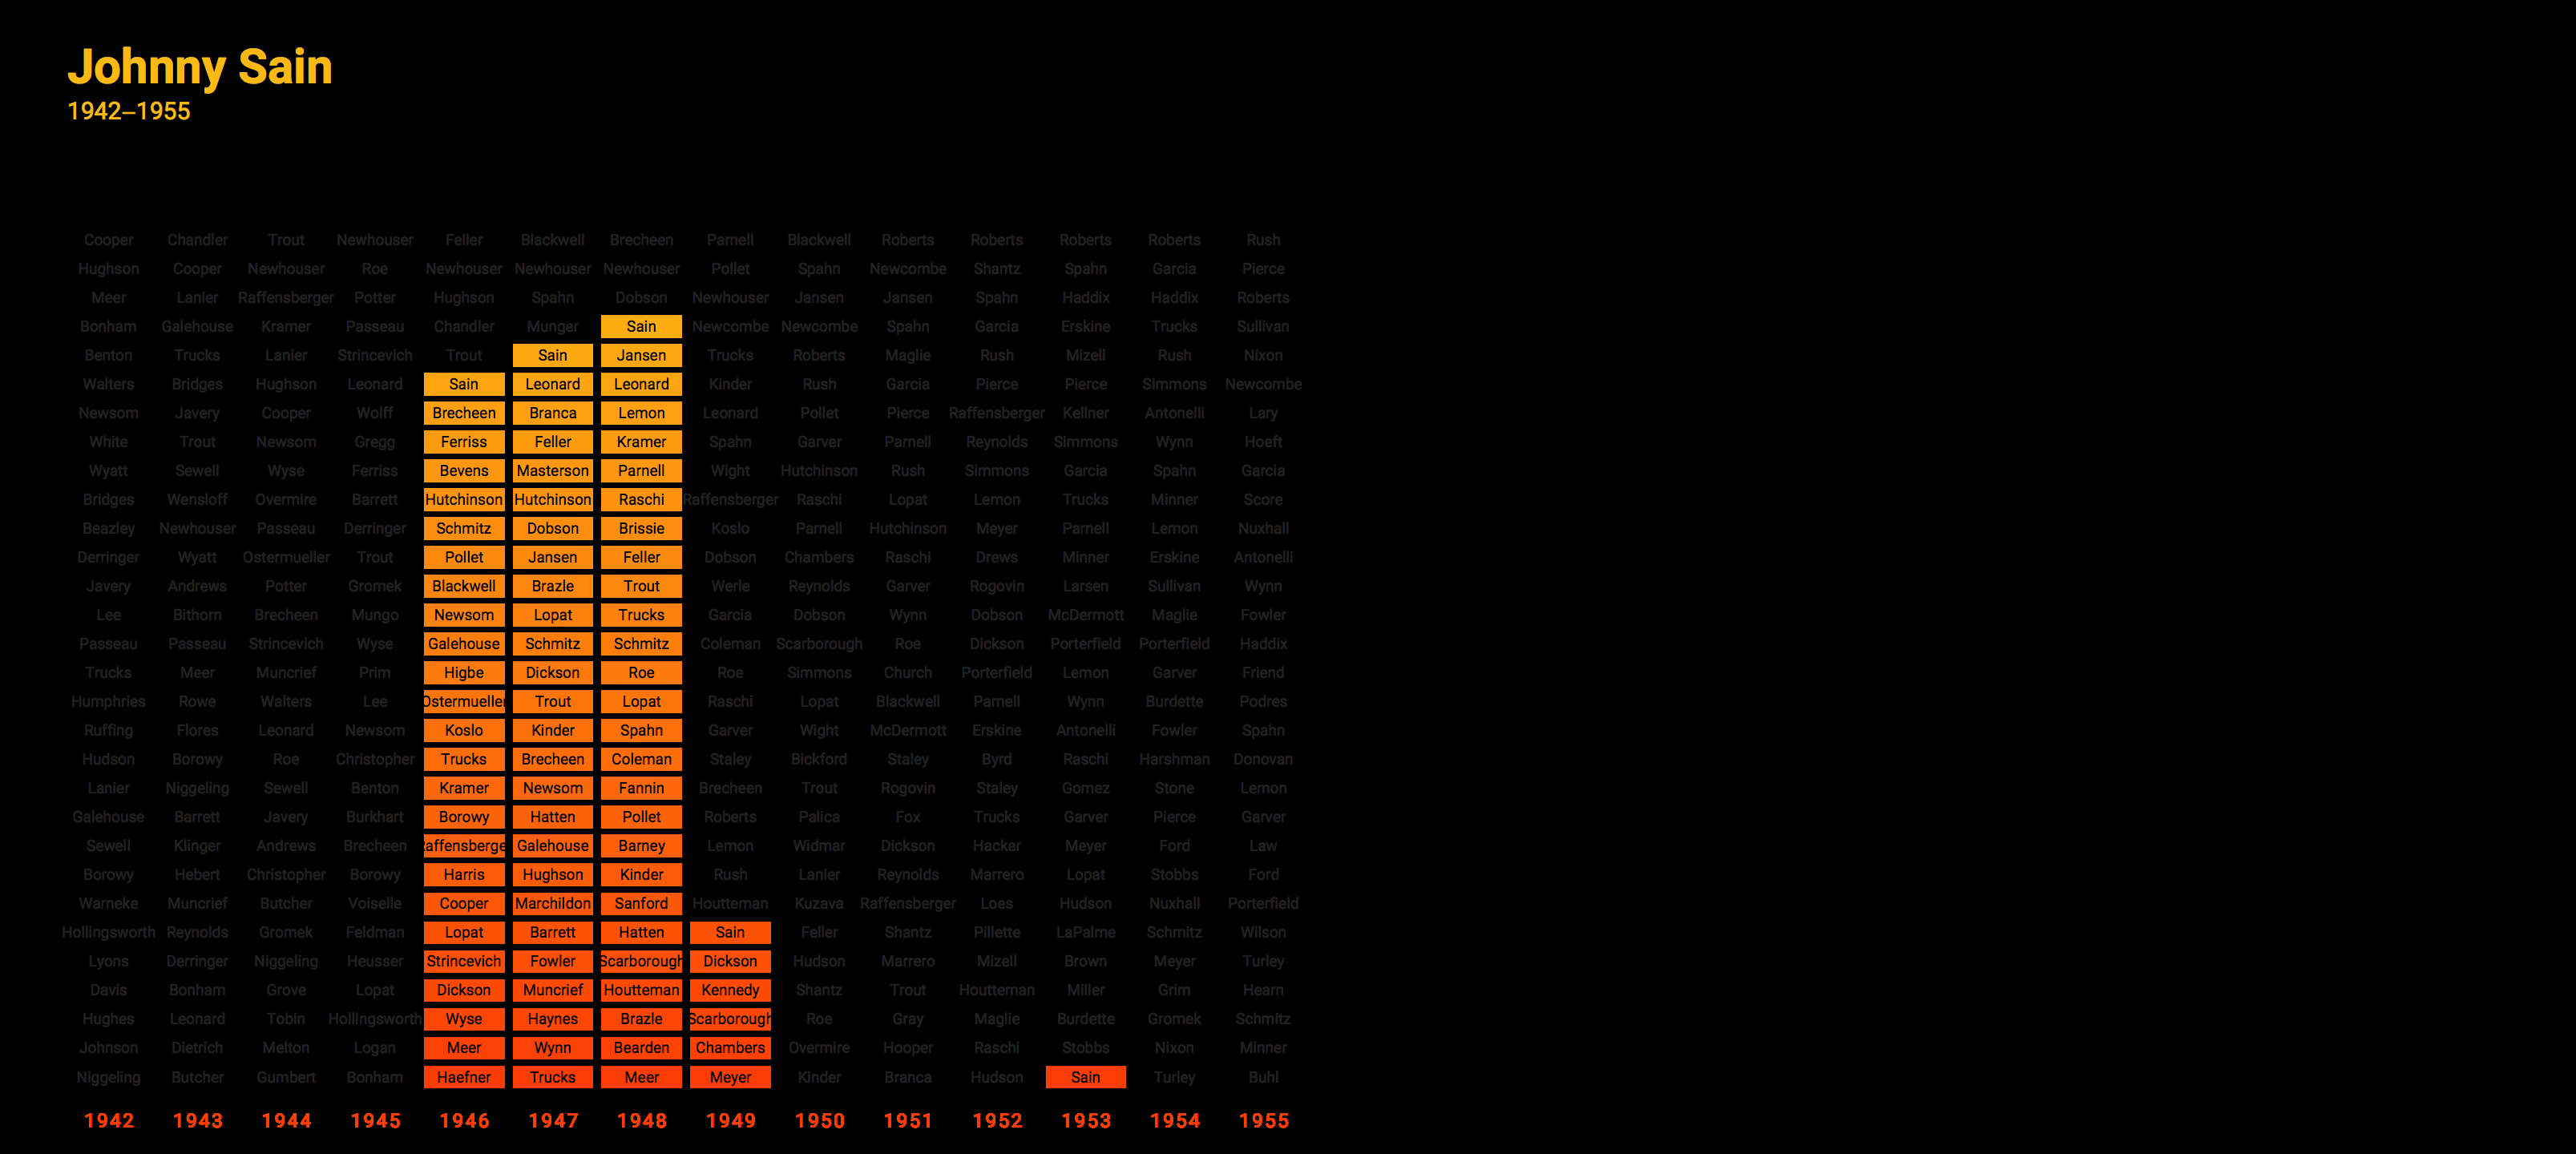 Johnny Sain
1942–1955
Cooper Chandler Trout Newhouser Feller Blackwell Brecheen Parnell Blackwell Roberts Roberts Roberts Roberts Rush
Hughson Cooper Newhouser Roe Newhouser Newhouser Newhouser Pollet Spahn Newcombe Shantz Spahn Garcia Pierce
Meer Lanier Raffensberger Potter Hughson Spahn Dobson Newhouser Jansen Jansen Spahn Haddix Haddix Roberts
Bonham Galehouse Kramer Passeau Chandler Munger Sain Newcombe Newcombe Spahn Garcia Erskine Trucks Sullivan
Benton Trucks Lanier Strincevich Trout Sain Jansen Trucks Roberts Maglie Rush Mizell Rush Nixon
Walters Bridges Hughson Leonard Sain Leonard Leonard Kinder Rush Garcia Pierce Pierce Simmons Newcombe
Newsom Javery Cooper Wolff Brecheen Branca Lemon Leonard Pollet Pierce Raffensberger Kellner Antonelli Lary
White Trout Newsom Gregg Ferriss Feller Kramer Spahn Garver Parnell Reynolds Simmons Wynn Hoeft
Wyatt Sewell Wyse Ferriss Bevens Masterson Parnell Wight Hutchinson Rush Simmons Garcia Spahn Garcia
Bridges Wensloff Overmire Barrett Hutchinson Hutchinson Raschi Raffensberger Raschi Lopat Lemon Trucks Minner Score
Beazley Newhouser Passeau Derringer Schmitz Dobson Brissie Koslo Parnell Hutchinson Meyer Parnell Lemon Nuxhall
Derringer Wyatt Ostermueller Trout Pollet Jansen Feller Dobson Chambers Raschi Drews Minner Erskine Antonelli
Javery Andrews Potter Gromek Blackwell Brazle Trout Werle Reynolds Garver Rogovin Larsen Sullivan Wynn
Lee Bithorn Brecheen Mungo Newsom Lopat Trucks Garcia Dobson Wynn Dobson McDermott Maglie Fowler
Passeau Passeau Strincevich Wyse Galehouse Schmitz Schmitz Coleman Scarborough Roe Dickson Porterfield Porterfield Haddix
Trucks Meer Muncrief Prim Higbe Dickson Roe Roe Simmons Church Porterfield Lemon Garver Friend
Humphries Rowe Walters Lee Ostermueller Trout Lopat Raschi Lopat Blackwell Parnell Wynn Burdette Podres
Ruffing Flores Leonard Newsom Koslo Kinder Spahn Garver Wight McDermott Erskine Antonelli Fowler Spahn
Hudson Borowy Roe Christopher Trucks Brecheen Coleman Staley Bickford Staley Byrd Raschi Harshman Donovan
Lanier Niggeling Sewell Benton Kramer Newsom Fannin Brecheen Trout Rogovin Staley Gomez Stone Lemon
Galehouse Barrett Javery Burkhart Borowy Hatten Pollet Roberts Palica Fox Trucks Garver Pierce Garver
Sewell Klinger Andrews Brecheen affensberge Galehouse Barney Lemon Widmar Dickson Hacker Meyer Ford Law
Borowy Hebert Christopher Borowy Harris Hughson Kinder Rush Lanier Reynolds Marrero Lopat Stobbs Ford
Warneke Muncrief Butcher Voiselle Cooper Marchildon Sanford Houtteman Kuzava Raffensberger Loes Hudson Nuxhall Porterfield
Hollingsworth Reynolds Gromek Feldman Lopat Barrett Hatten Sain Feller Shantz Pillette LaPalme Schmitz Wilson
Lyons Derringer Niggeling Heusser Strincevich Fowler Scarborough Dickson Hudson Marrero Mizell Brown Meyer Turley
Davis Bonham Grove Lopat Dickson Muncrief Houtteman Kennedy Shantz Trout Houtteman Miller Grim Hearn
Hughes Leonard Tobin Hollingsworth Wyse Haynes Brazle Scarborough Roe Gray Maglie Burdette Gromek Schmitz
Johnson Dietrich Melton Logan Meer Wynn Bearden Chambers Overmire Hooper Raschi Stobbs Nixon Minner
Niggeling Butcher Gumbert Bonham Haefner Trucks Meer Meyer Kinder Branca Hudson Sain Turley Buhl
1942 1943 1944 1945 1946 1947 1948 1949 1950 1951 1952 1953 1954 1955